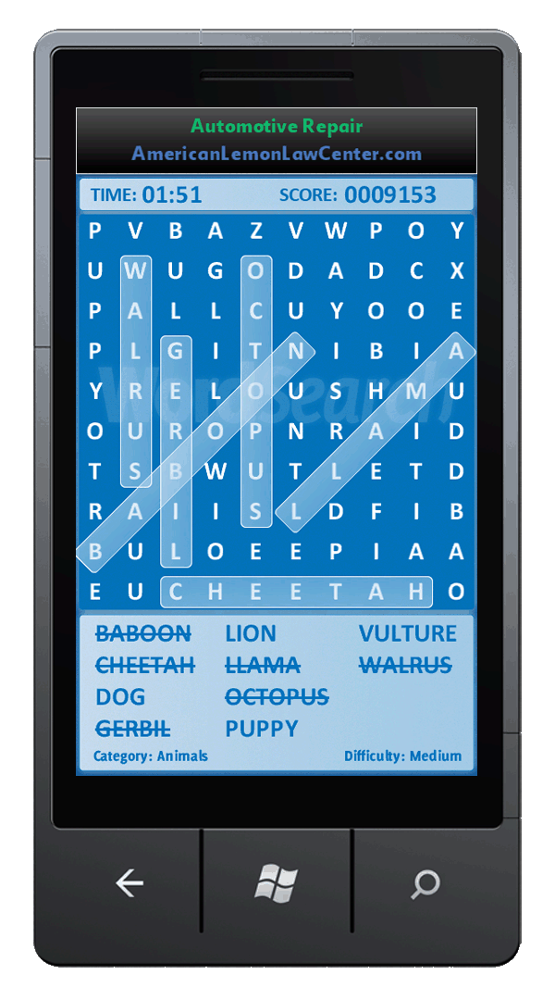 Automotive Repair
AmericanLemonLawCenter.com
TIME: 01:51 SCORE: 0009153
P V B A Z V W P O Y
U W U G O D A D C X
P A L L C U Y O O E
P L G I T N I B I A
Y R E L O U S H M U
O U R O P N R A I D
T S B W U T L E T D
R A I I S L D F I B
B U L O E E P I A A
E U C H E E T A H O
WordSearch
BABOON LION VULTURE
CHEETAH LLAMA WALRUS
DOG OCTOPUS
GERBIL PUPPY
Category: Animals Difficulty: Medium